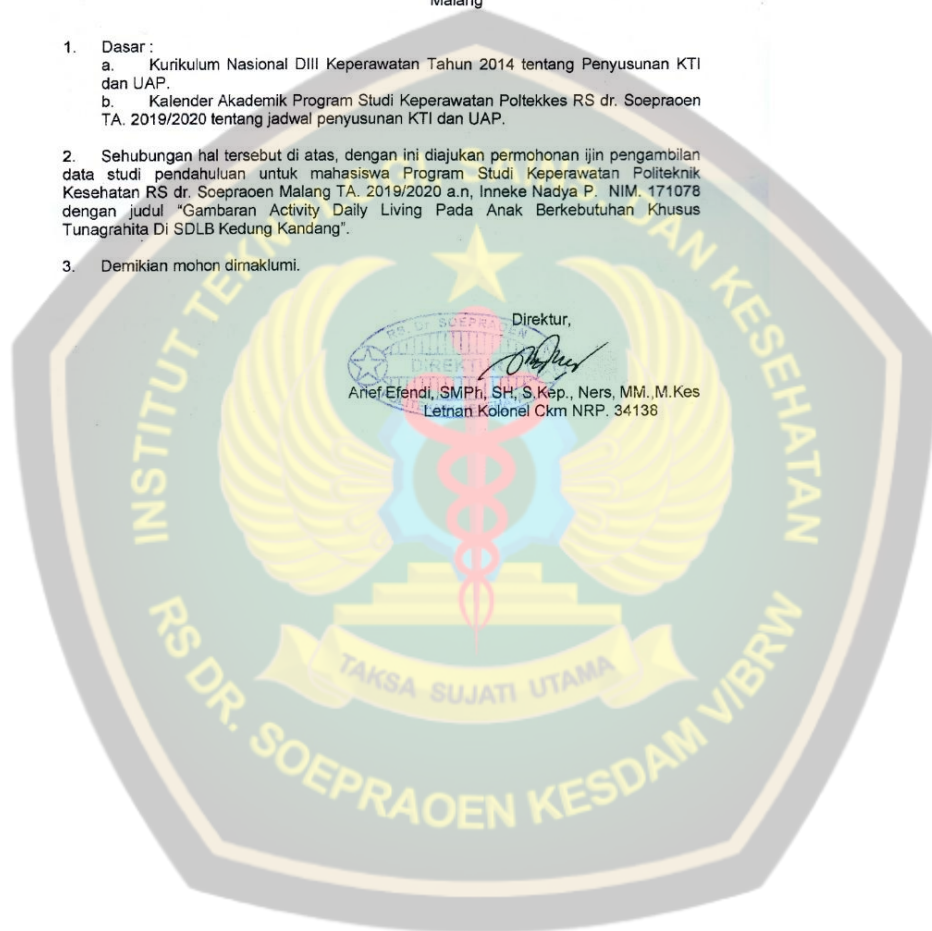 Malang
1. Dasar :
a. Kurikulum Nasional DIII Keperawatan Tahun 2014 tentang Penyusunan KTI
dan UAP.
b. Kalender Akademik Program Studi Keperawatan Poltekkes RS dr. Soepraoen
TA. 2019/2020 tentang jadwal penyusunan KTI dan UAP.
2. Sehubungan hal tersebut di atas, dengan ini diajukan permohonan ijin pengambilan
data studi pendahuluan untuk mahasiswa Program Studi Keperawatan Politeknik
Kesehatan RS dr. Soepraoen Malang TA. 2019/2020 a.n, Inneke Nadya P. NIM. 171078
dengan judul "Gambaran Activity Daily Living Pada Anak Berkebutuhan Khusus
Tunagrahita Di SDLB Kedung Kandang".
3. Demikian mohon dimaklumi.
Direktur,
RS. Dr SOEPRAOEN
DIREKTUR
Arief Efendi, SMPh, SH, S.Kep., Ners, MM.,M.Kes
Letnan Kolonel Ckm NRP. 34138
INSTITUT TEKNOLOGI, SAINS, DAN KESEHATAN
TAKSA SUJATI UTAMA
RS DR. SOEPRAOEN KESDAM V/BRW